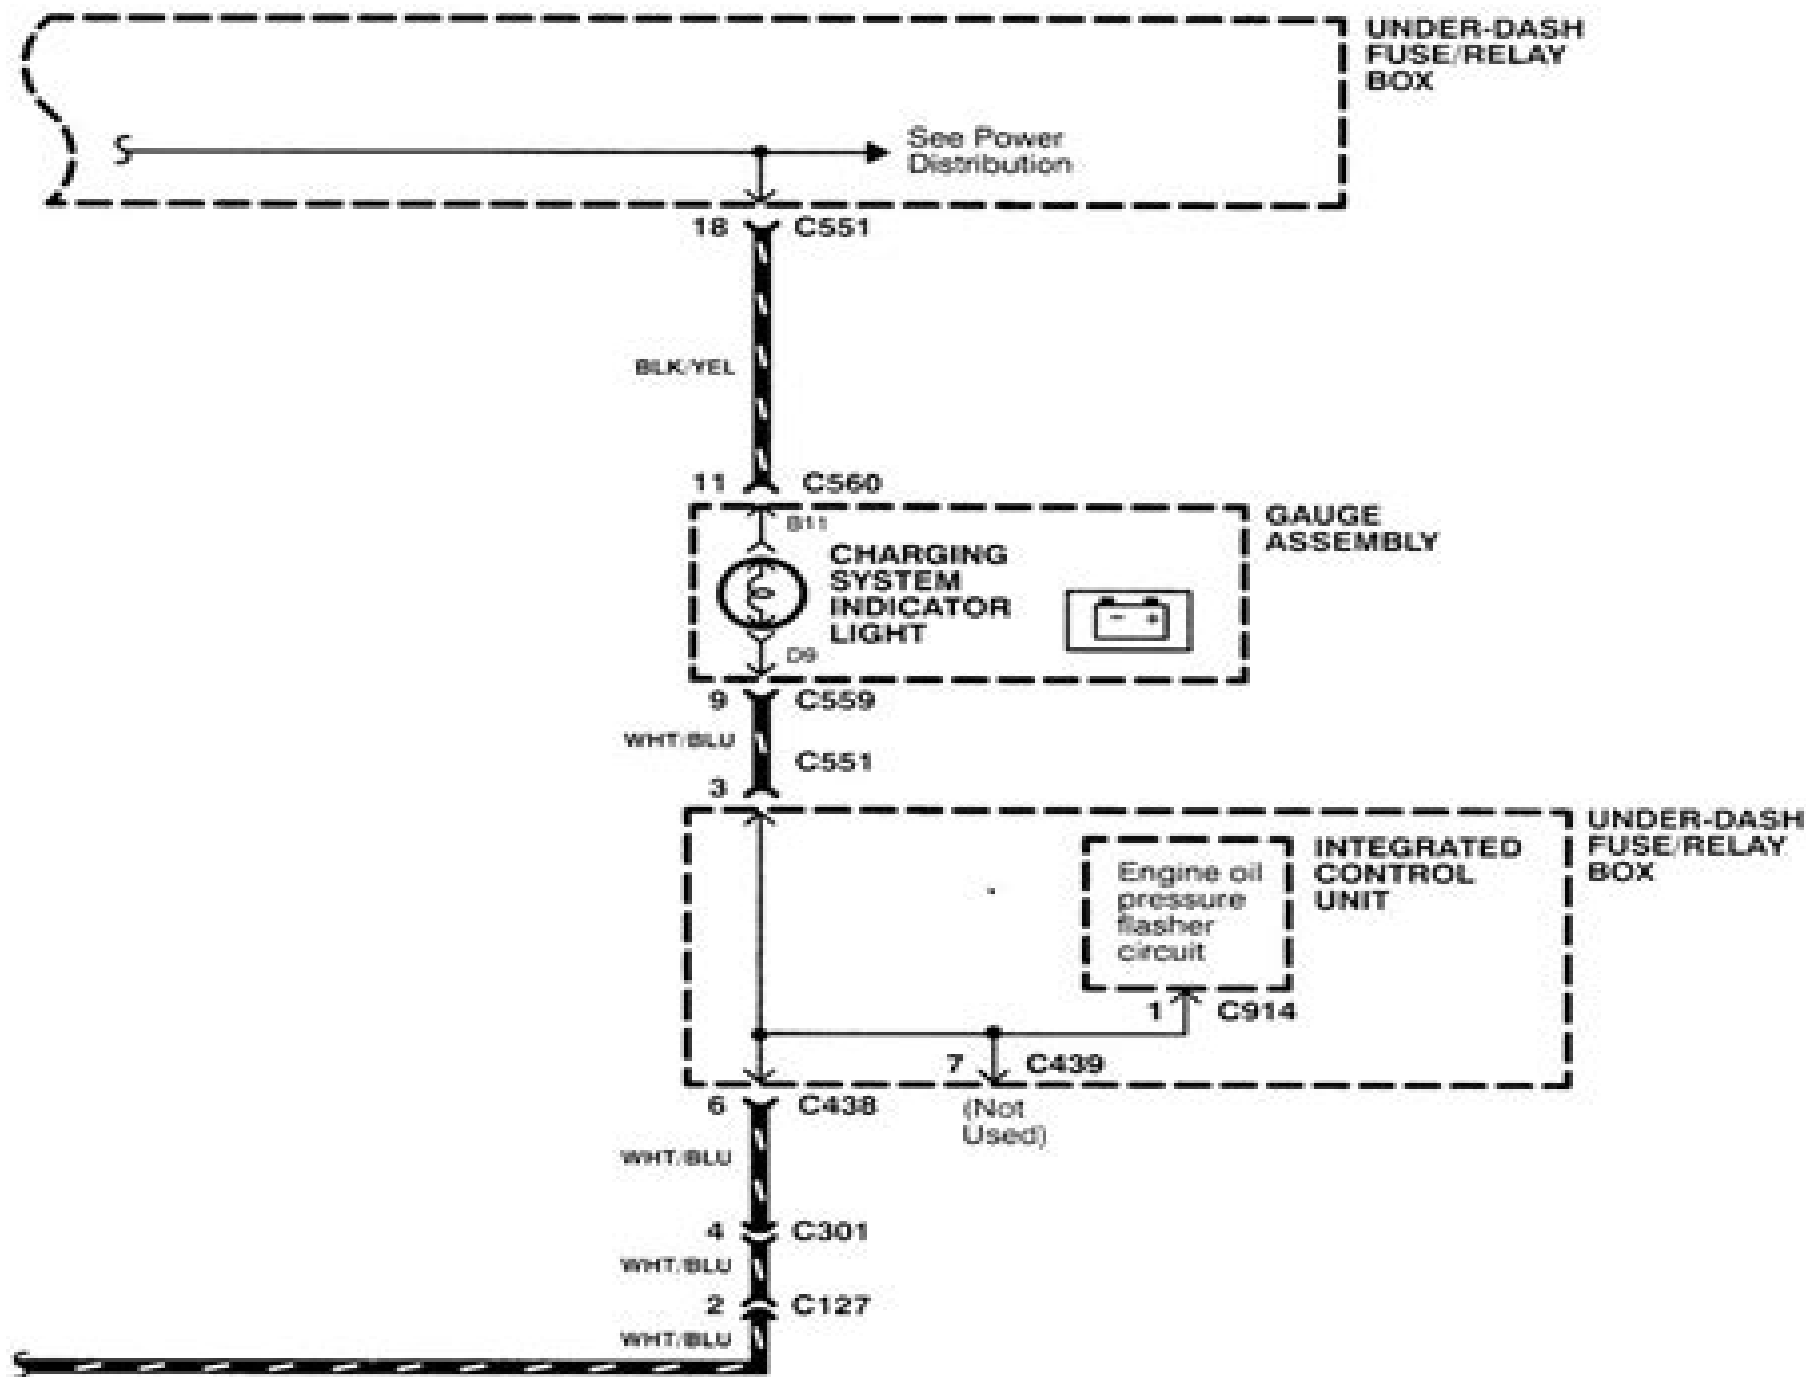 UNDER-DASH
FUSE/RELAY
BOX
See Power
Distribution
18 C551
BLK/YEL
11 C560
B11
GAUGE
ASSEMBLY
CHARGING
SYSTEM
INDICATOR
LIGHT
- +
D9
9 C559
WHT/BLU
C551
3
UNDER-DASH
FUSE/RELAY
BOX
INTEGRATED
CONTROL
UNIT
Engine oil
pressure
flasher
circuit
1 C914
7 C439
6 C438
(Not
Used)
WHT/BLU
4 C301
WHT/BLU
2 C127
WHT/BLU